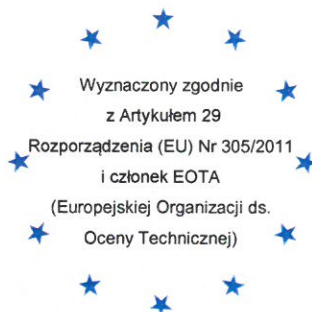 Wyznaczony zgodnie
z Artykułem 29
Rozporządzenia (EU) Nr 305/2011
i członek EOTA
(Europejskiej Organizacji ds.
Oceny Technicznej)